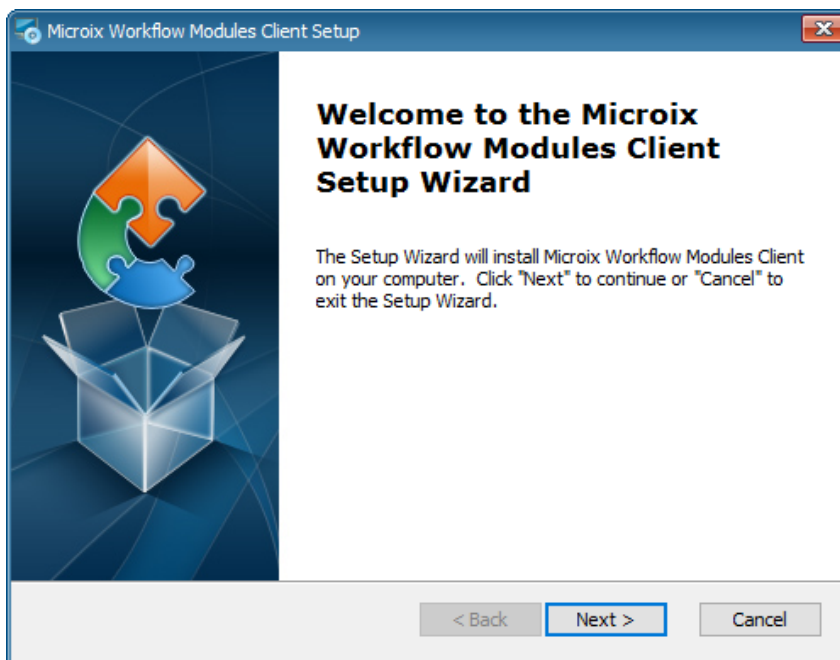 Microix Workflow Modules Client Setup
Welcome to the Microix
Workflow Modules Client
Setup Wizard
The Setup Wizard will install Microix Workflow Modules Client
on your computer.  Click "Next" to continue or "Cancel" to
exit the Setup Wizard.
< Back
Next >
Cancel